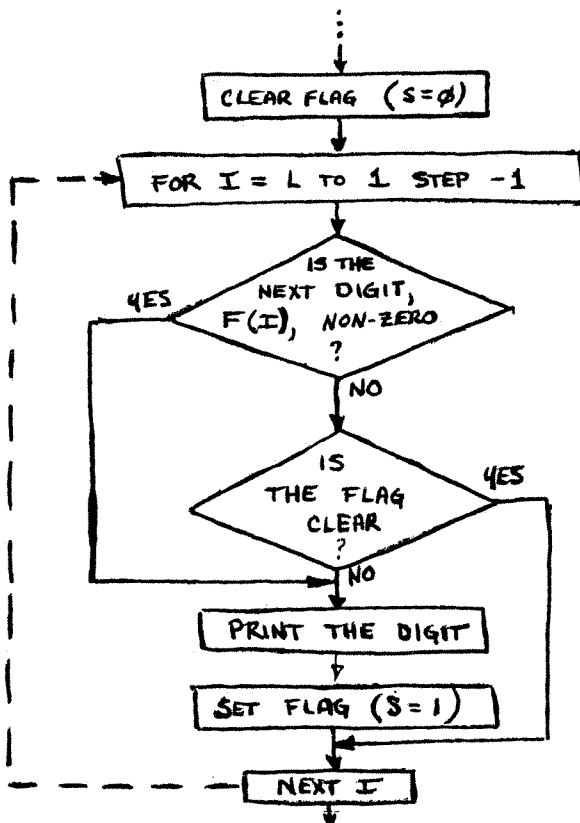 CLEAR FLAG (S=Ø)
FOR I = L TO 1 STEP -1
IS THE
NEXT DIGIT,
F(I), NON-ZERO
?
YES
NO
IS
THE FLAG
CLEAR
?
YES
NO
PRINT THE DIGIT
SET FLAG (S=1)
NEXT I